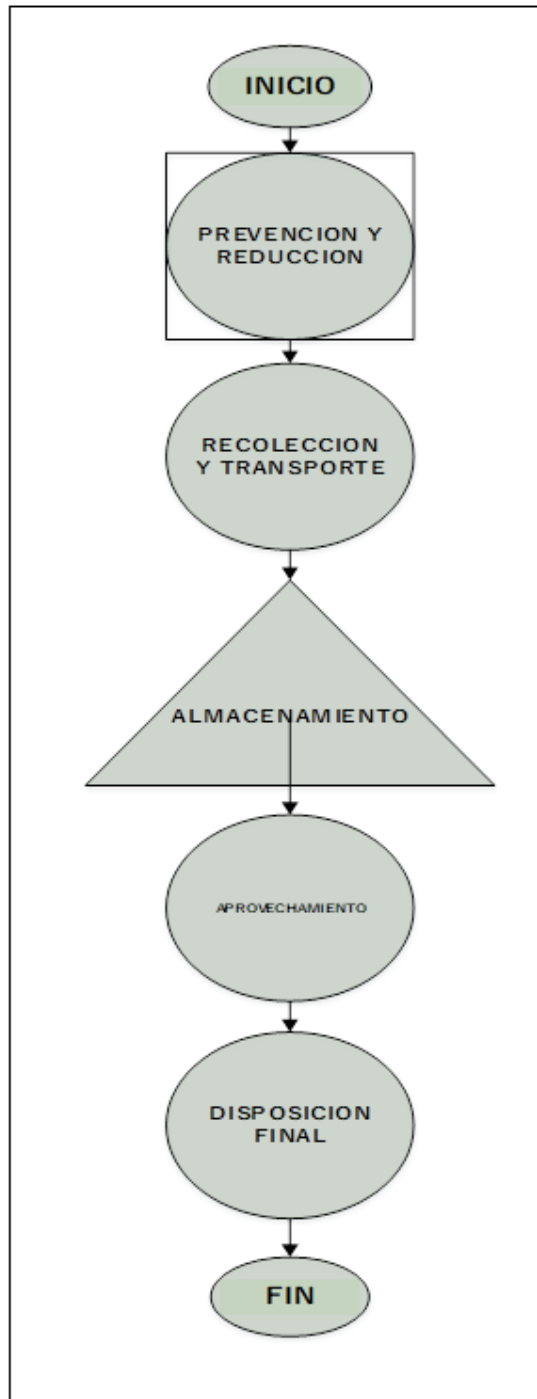 INICIO
PREVENCION Y
REDUCCION
RECOLECCION
Y TRANSPORTE
ALMACENAMIENTO
APROVECHAMIENTO
DISPOSICION
FINAL
FIN